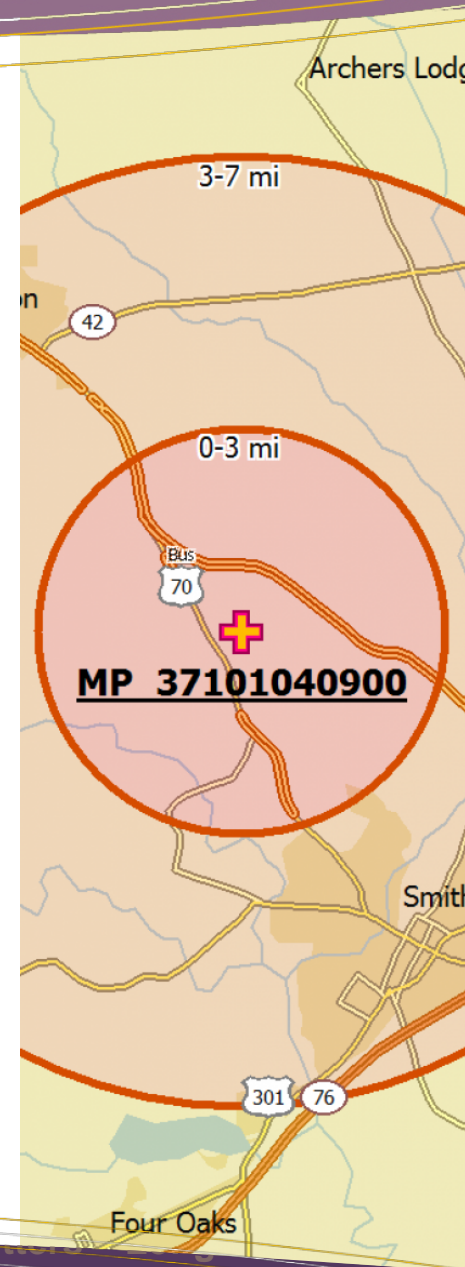 Archers Lodg
3-7 mi
on
42
0-3 mi
Bus
70
MP 37101040900
Smith
301
76
Four Oaks